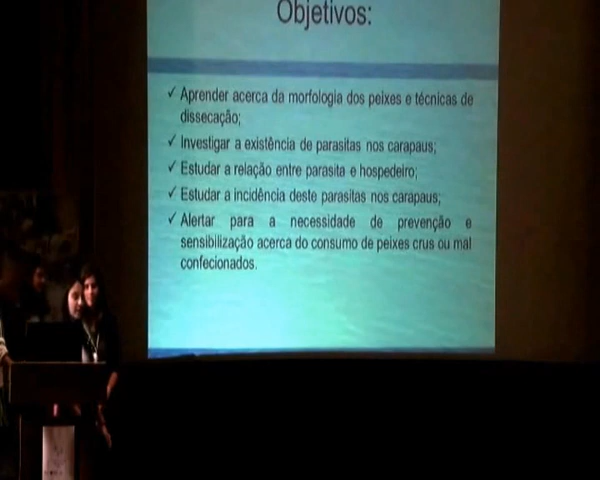 Objetivos:
✓ Aprender acerca da morfologia dos peixes e técnicas de
dissecação;
✓ Investigar a existência de parasitas nos carapaus;
✓ Estudar a relação entre parasita e hospedeiro;
✓ Estudar a incidência deste parasitas nos carapaus;
✓ Alertar para a necessidade de prevenção e
sensibilização acerca do consumo de peixes crus ou mal
confecionados.